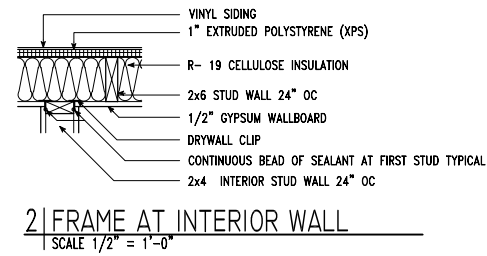 VINYL SIDING
1" EXTRUDED POLYSTYRENE (XPS)
R- 19 CELLULOSE INSULATION
2x6 STUD WALL 24" OC
1/2" GYPSUM WALLBOARD
DRYWALL CLIP
CONTINUOUS BEAD OF SEALANT AT FIRST STUD TYPICAL
2x4 INTERIOR STUD WALL 24" OC
2 FRAME AT INTERIOR WALL
SCALE 1/2" = 1'-0"